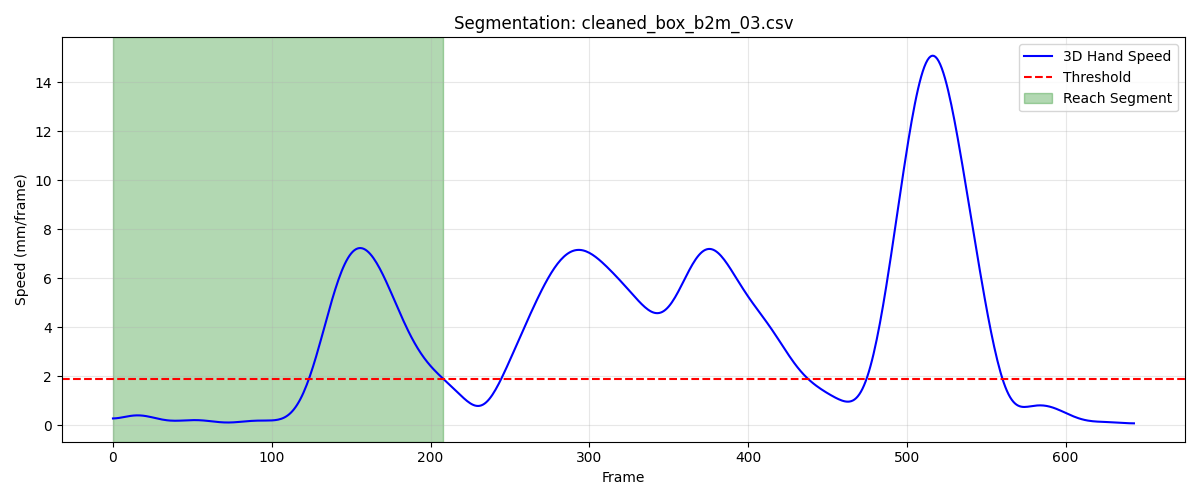 Segmentation: cleaned_box_b2m_03.csv
3D Hand Speed
Threshold
Reach Segment
Speed (mm/frame)
14
12
10
8
6
4
2
0
0 100 200 300 400 500 600
Frame